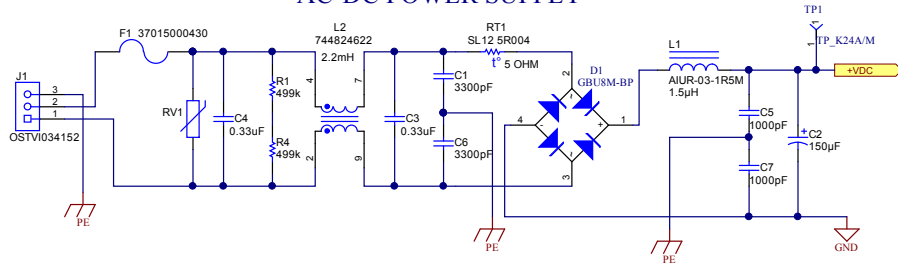 AC-DC POWER SUPPLY
TP1
F1 37015000430
L2
744824622
2.2mH
RT1
SL12 5R004
t° 5 OHM
1
TP_K24A/M
L1
+VDC
J1
3
2
1
OSTVI034152
RV1
C4
0.33uF
R1
499k
R4
499k
4
7
2
9
C3
0.33uF
C1
3300pF
C6
3300pF
D1
GBU8M-BP
2
4
1
3
- + ~ ~
AIUR-03-1R5M
1.5µH
C5
1000pF
C7
1000pF
+
C2
150µF
PE
PE
PE
GND